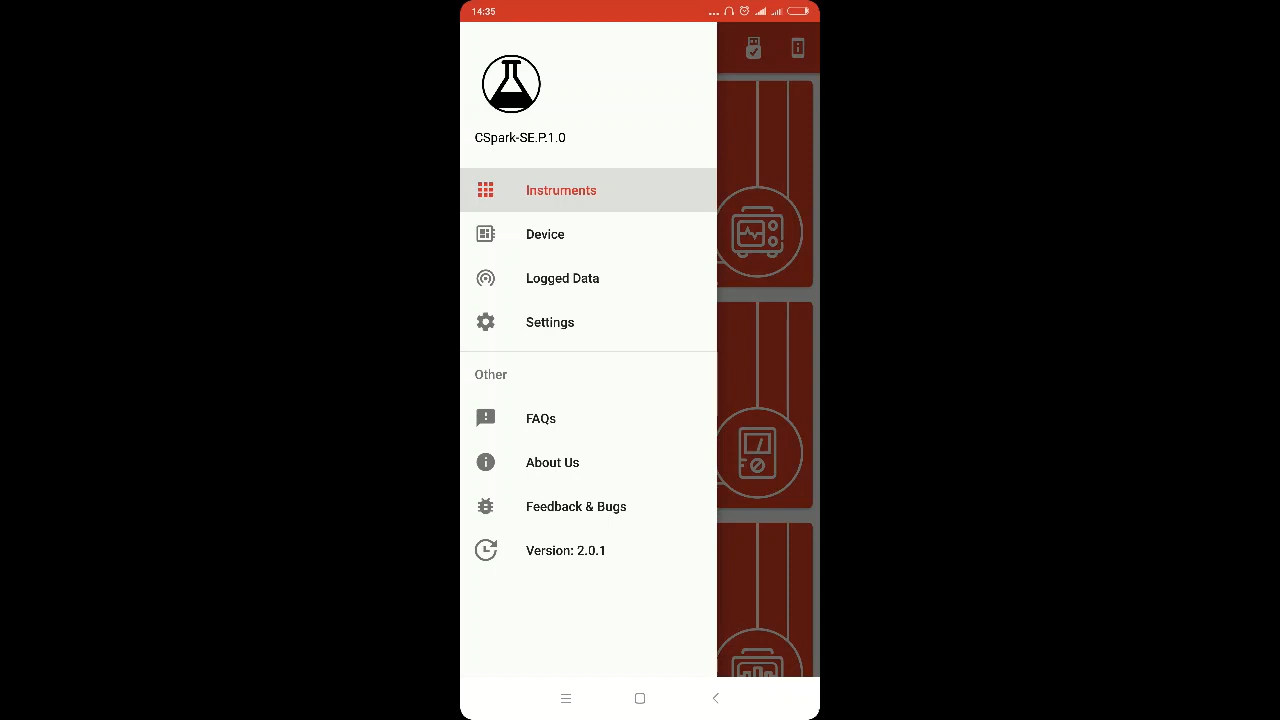 14:35
CSpark-SE.P.1.0
Instruments
Device
Logged Data
Settings
Other
FAQs
About Us
Feedback & Bugs
Version: 2.0.1